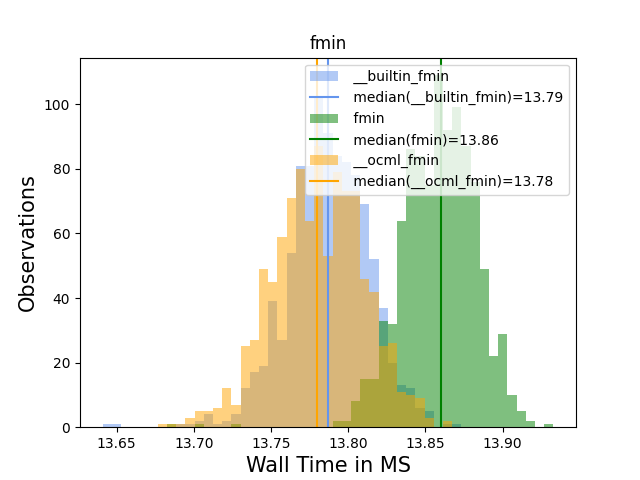 fmin
__builtin_fmin
median(__builtin_fmin)=13.79
fmin
median(fmin)=13.86
__ocml_fmin
median(__ocml_fmin)=13.78
Observations
100
80
60
40
20
0
13.65 13.70 13.75 13.80 13.85 13.90
Wall Time in MS